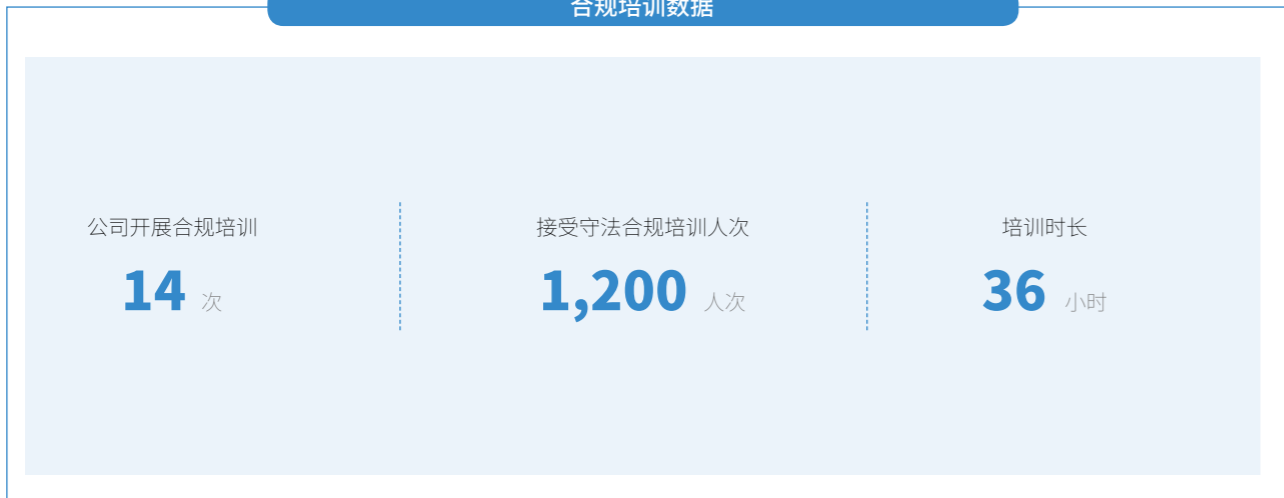 合规培训数据
公司开展合规培训
14 次
接受守法合规培训人次
1,200 人次
培训时长
36 小时